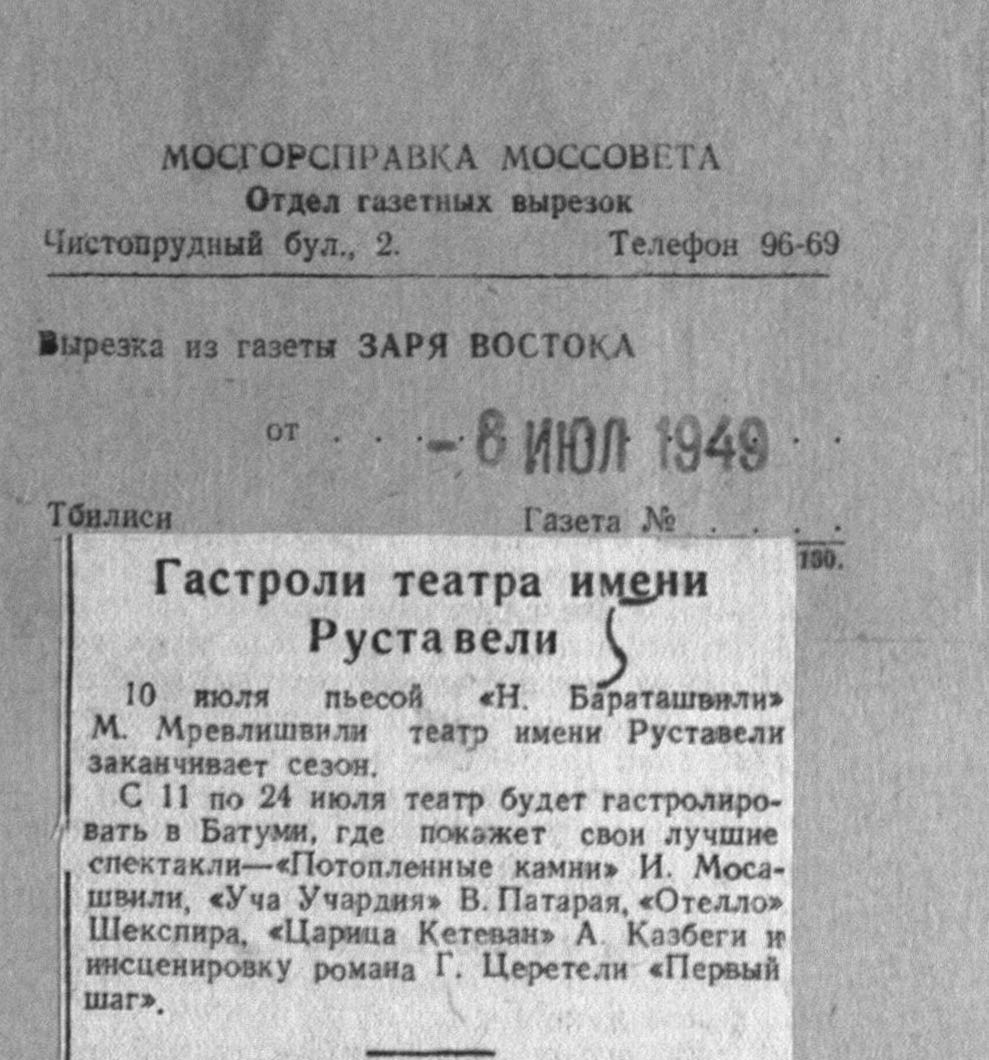 МОСГОРСПРАВКА МОССОВЕТА
Отдел газетных вырезок
Чистопрудный бул., 2. Телефон 96-69
Вырезка из газеты ЗАРЯ ВОСТОКА
от . . . - 8 ИЮЛ 1949 . .
Тбилиси Газета № . . . .
Гастроли театра имени
Руставели
10 июля пьесой «Н. Бараташвили»
М. Мревлишвили театр имени Руставели
заканчивает сезон.
С 11 по 24 июля театр будет гастролиро-
вать в Батуми, где покажет свои лучшие
спектакли—«Потопленные камни» И. Моса-
швили, «Уча Учардия» В. Патарая, «Отелло»
Шекспира, «Царица Кетеван» А. Казбеги и
инсценировку романа Г. Церетели «Первый
шаг».